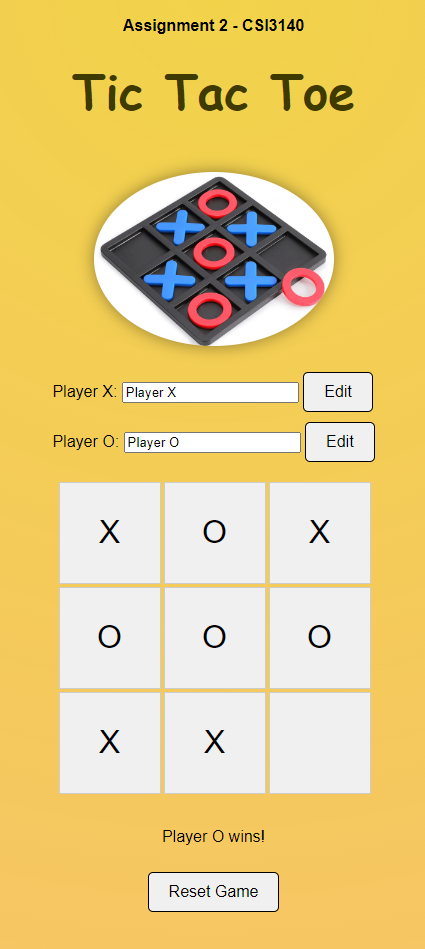 Assignment 2 - CSI3140
Tic Tac Toe
Player X: Player X Edit
Player O: Player O Edit
X O X
O O O
X X
Player O wins!
Reset Game